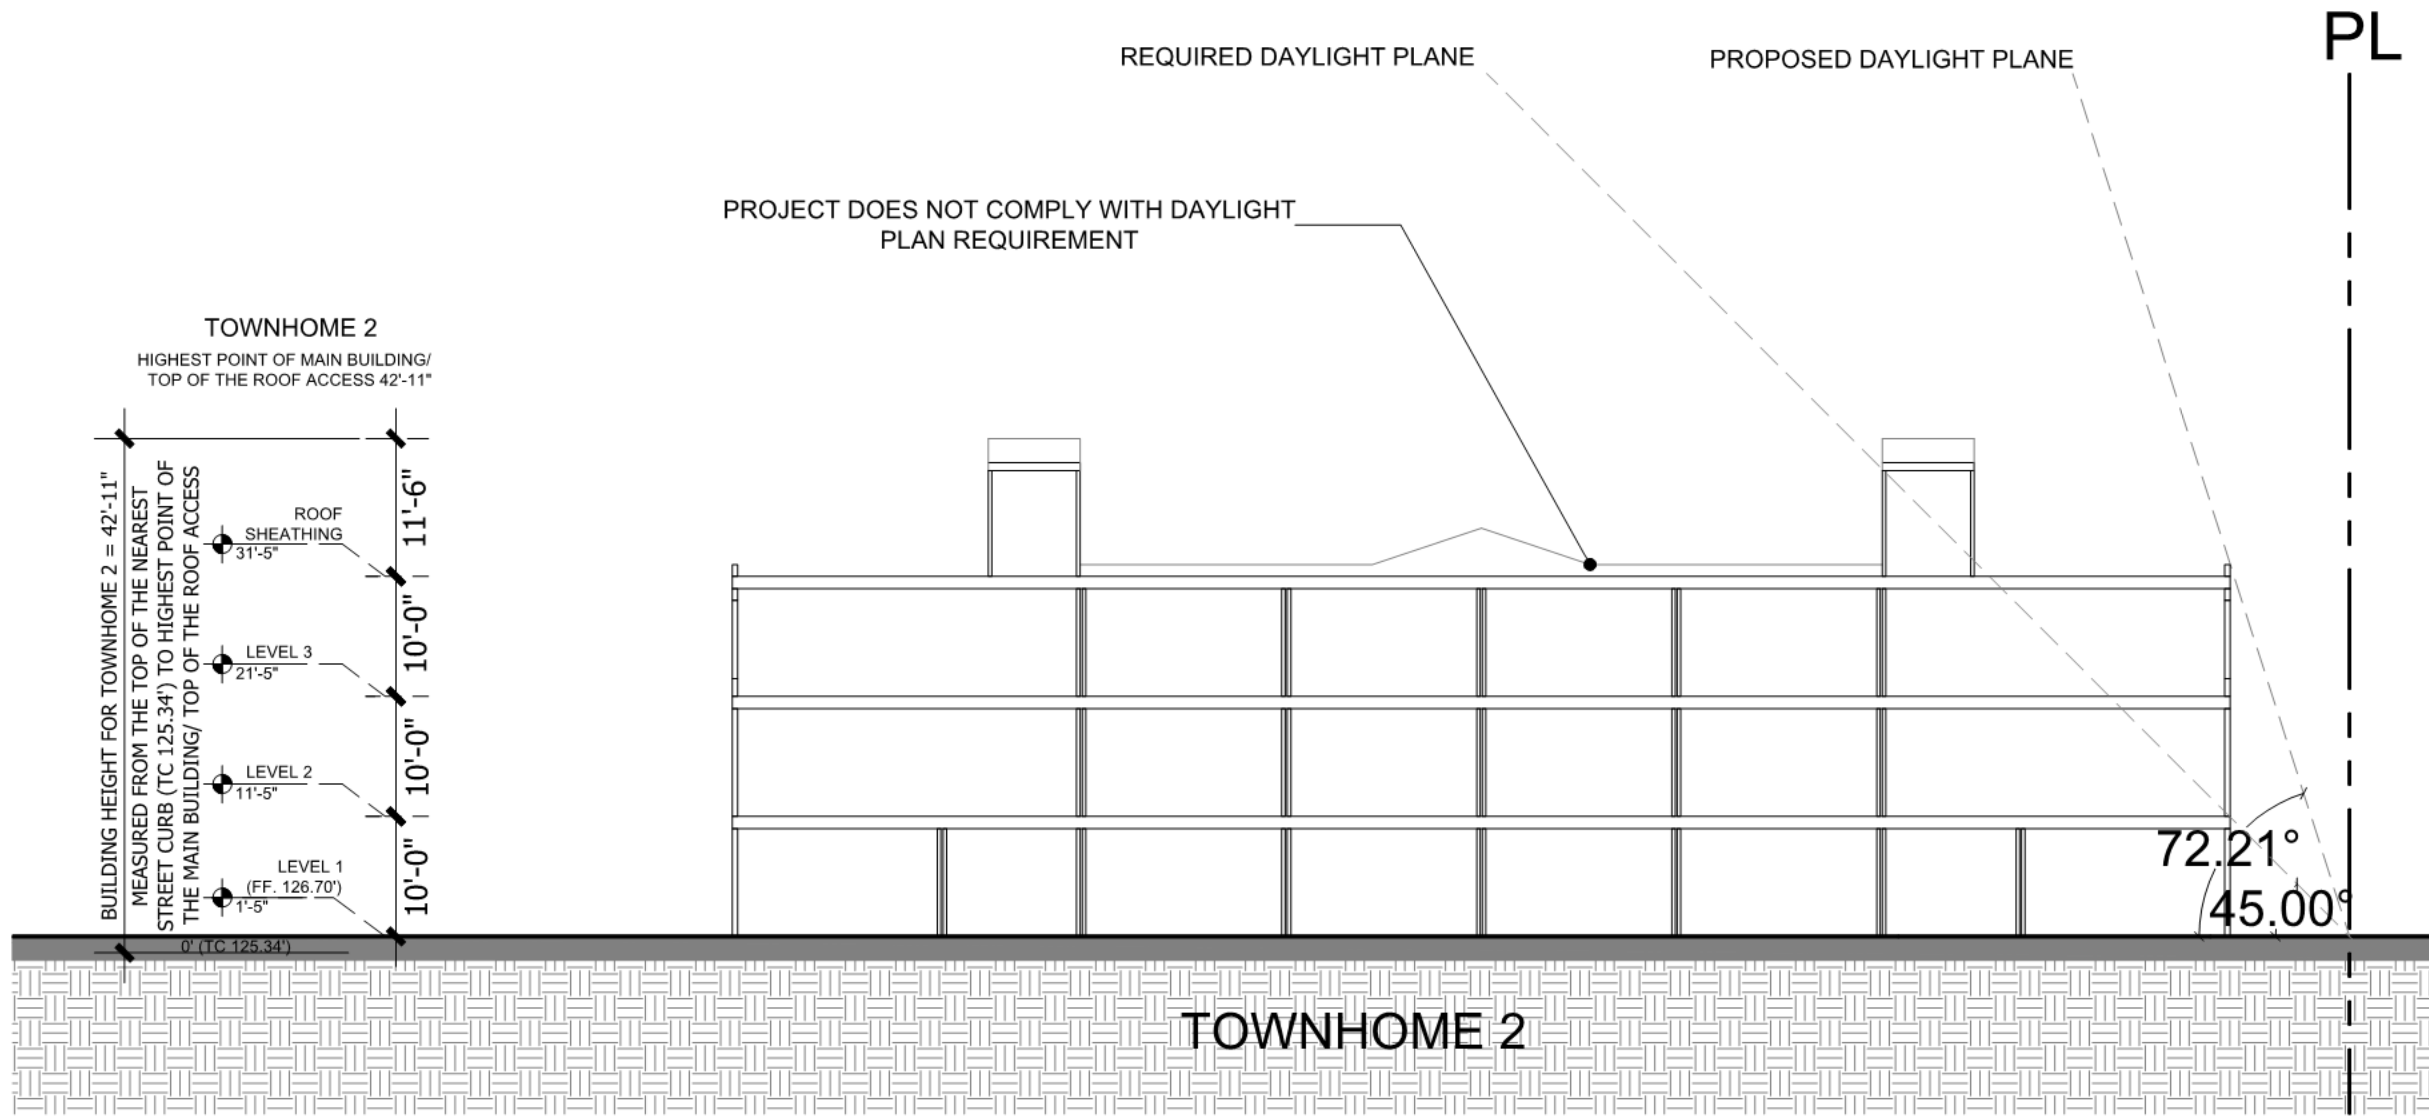 PL
REQUIRED DAYLIGHT PLANE
PROPOSED DAYLIGHT PLANE
PROJECT DOES NOT COMPLY WITH DAYLIGHT
PLAN REQUIREMENT
TOWNHOME 2
HIGHEST POINT OF MAIN BUILDING/
TOP OF THE ROOF ACCESS 42'-11"
BUILDING HEIGHT FOR TOWNHOME 2 = 42'-11"
MEASURED FROM THE TOP OF THE NEAREST
STREET CURB (TC 125.34') TO HIGHEST POINT OF
THE MAIN BUILDING/ TOP OF THE ROOF ACCESS
ROOF
SHEATHING
31'-5"
LEVEL 3
21'-5"
LEVEL 2
11'-5"
LEVEL 1
(FF. 126.70')
1'-5"
0' (TC 125.34')
11'-6"
10'-0"
10'-0"
10'-0"
72.21°
45.00°
TOWNHOME 2